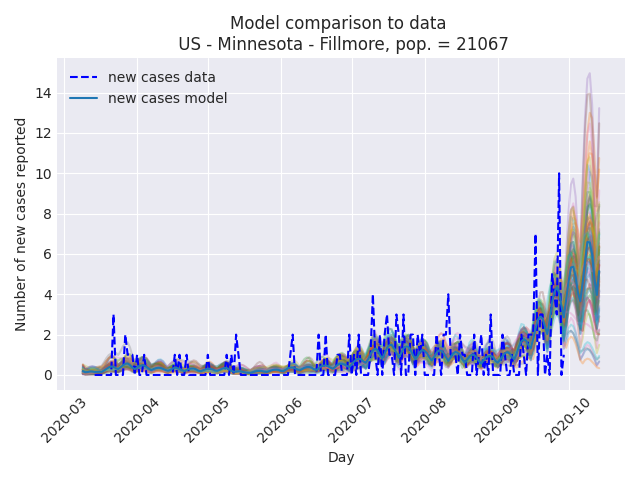 Model comparison to data
US - Minnesota - Fillmore, pop. = 21067
new cases data
new cases model
Number of new cases reported
14
12
10
8
6
4
2
0
2020-03
2020-04
2020-05
2020-06
2020-07
2020-08
2020-09
2020-10
Day